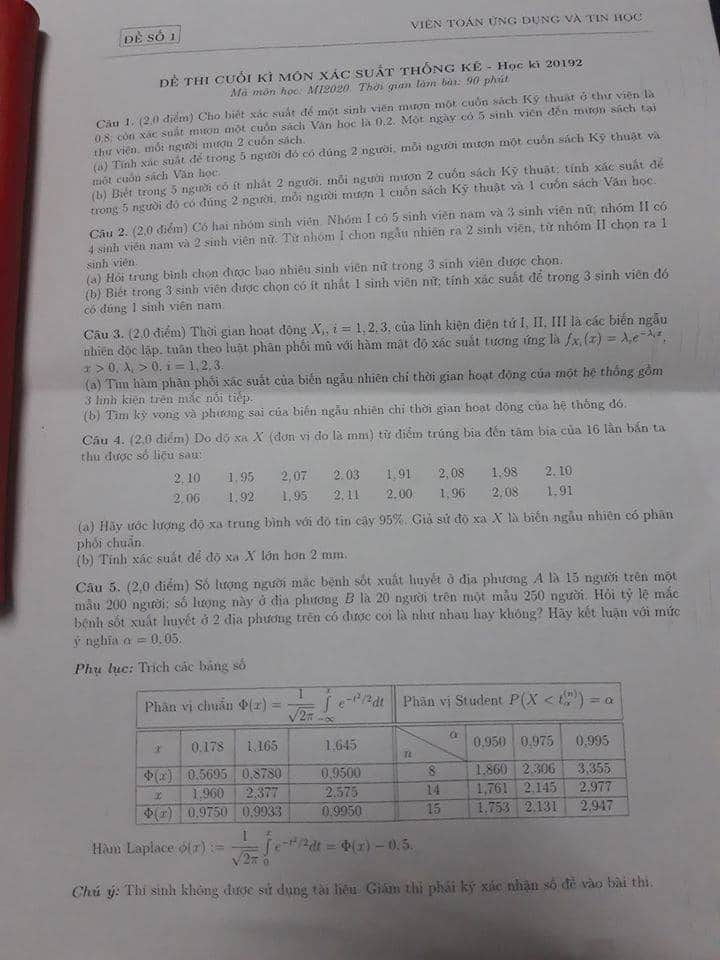 ĐỀ SỐ 1
VIỆN TOÁN ỨNG DỤNG VÀ TIN HỌC
ĐỀ THI CUỐI KÌ MÔN XÁC SUẤT THỐNG KÊ - Học kì 20192
Mã môn học: MI2020. Thời gian làm bài: 90 phút
Câu 1. (2,0 điểm) Cho biết xác suất để một sinh viên mượn một cuốn sách Kỹ thuật ở thư viện là
0,8; còn xác suất mượn một cuốn sách Văn học là 0,2. Một ngày có 5 sinh viên đến mượn sách tại
thư viện, mỗi người mượn 2 cuốn sách.
(a) Tính xác suất để trong 5 người đó có đúng 2 người, mỗi người mượn một cuốn sách Kỹ thuật và
một cuốn sách Văn học.
(b) Biết trong 5 người có ít nhất 2 người, mỗi người mượn 2 cuốn sách Kỹ thuật; tính xác suất để
trong 5 người đó có đúng 2 người, mỗi người mượn 1 cuốn sách Kỹ thuật và 1 cuốn sách Văn học.
Câu 2. (2,0 điểm) Có hai nhóm sinh viên. Nhóm I có 5 sinh viên nam và 3 sinh viên nữ; nhóm II có
4 sinh viên nam và 2 sinh viên nữ. Từ nhóm I chọn ngẫu nhiên ra 2 sinh viên, từ nhóm II chọn ra 1
sinh viên.
(a) Hỏi trung bình chọn được bao nhiêu sinh viên nữ trong 3 sinh viên được chọn.
(b) Biết trong 3 sinh viên được chọn có ít nhất 1 sinh viên nữ; tính xác suất để trong 3 sinh viên đó
có đúng 1 sinh viên nam.
Câu 3. (2,0 điểm) Thời gian hoạt động Xᵢ, i = 1, 2, 3, của linh kiện điện tử I, II, III là các biến ngẫu
nhiên độc lập, tuân theo luật phân phối mũ với hàm mật độ xác suất tương ứng là f_{Xᵢ}(x) = λᵢe^{−λᵢx},
x > 0, λᵢ > 0, i = 1, 2, 3.
(a) Tìm hàm phân phối xác suất của biến ngẫu nhiên chỉ thời gian hoạt động của một hệ thống gồm
3 linh kiện trên mắc nối tiếp.
(b) Tìm kỳ vọng và phương sai của biến ngẫu nhiên chỉ thời gian hoạt động của hệ thống đó.
Câu 4. (2,0 điểm) Đo độ xa X (đơn vị đo là mm) từ điểm trúng bia đến tâm bia của 16 lần bắn ta
thu được số liệu sau:
2,10 1,95 2,07 2,03 1,91 2,08 1,98 2,10
2,06 1,92 1,95 2,11 2,00 1,96 2,08 1,91
(a) Hãy ước lượng độ xa trung bình với độ tin cậy 95%. Giả sử độ xa X là biến ngẫu nhiên có phân
phối chuẩn.
(b) Tính xác suất để độ xa X lớn hơn 2 mm.
Câu 5. (2,0 điểm) Số lượng người mắc bệnh sốt xuất huyết ở địa phương A là 15 người trên một
mẫu 200 người; số lượng này ở địa phương B là 20 người trên một mẫu 250 người. Hỏi tỷ lệ mắc
bệnh sốt xuất huyết ở 2 địa phương trên có được coi là như nhau hay không? Hãy kết luận với mức
ý nghĩa α = 0,05.
Phụ lục: Trích các bảng số
Phân vị chuẩn Φ(x) = 1/√2π ∫_{−∞}^{x} e^{−t²/2}dt Phân vị Student P(X < t_α^{(n)}) = α
x 0,178 1,165 1,645 n α 0,950 0,975 0,995
Φ(x) 0,5695 0,8780 0,9500 8 1,860 2,306 3,355
x 1,960 2,377 2,575 14 1,761 2,145 2,977
Φ(x) 0,9750 0,9933 0,9950 15 1,753 2,131 2,947
Hàm Laplace ϕ(x) := 1/√2π ∫_{0}^{x} e^{−t²/2}dt = Φ(x) − 0,5.
Chú ý: Thí sinh không được sử dụng tài liệu. Giám thị phải ký xác nhận số đề vào bài thi.